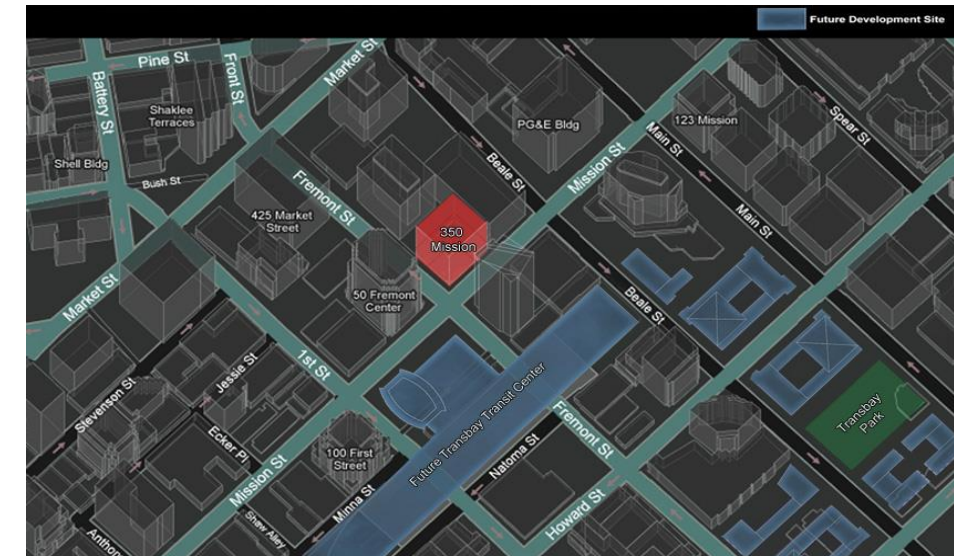 Future Development Site
Pine St
Front St
Market St
Battery St
Shaklee
Terraces
PG&E Bldg
123 Mission
Spear St
Main St
Shell Bldg
Bush St
Beale St
Mission St
Fremont St
425 Market
Street
350
Mission
Main St
50 Fremont
Center
Market St
Beale St
1st St
Jessie St
Stevenson St
Future Transbay Transit Center
Transbay
Park
Fremont St
Ecker Pl
100 First
Street
Naloma St
Mission St
Minna St
Howard St
Shaw Alley
Anthony